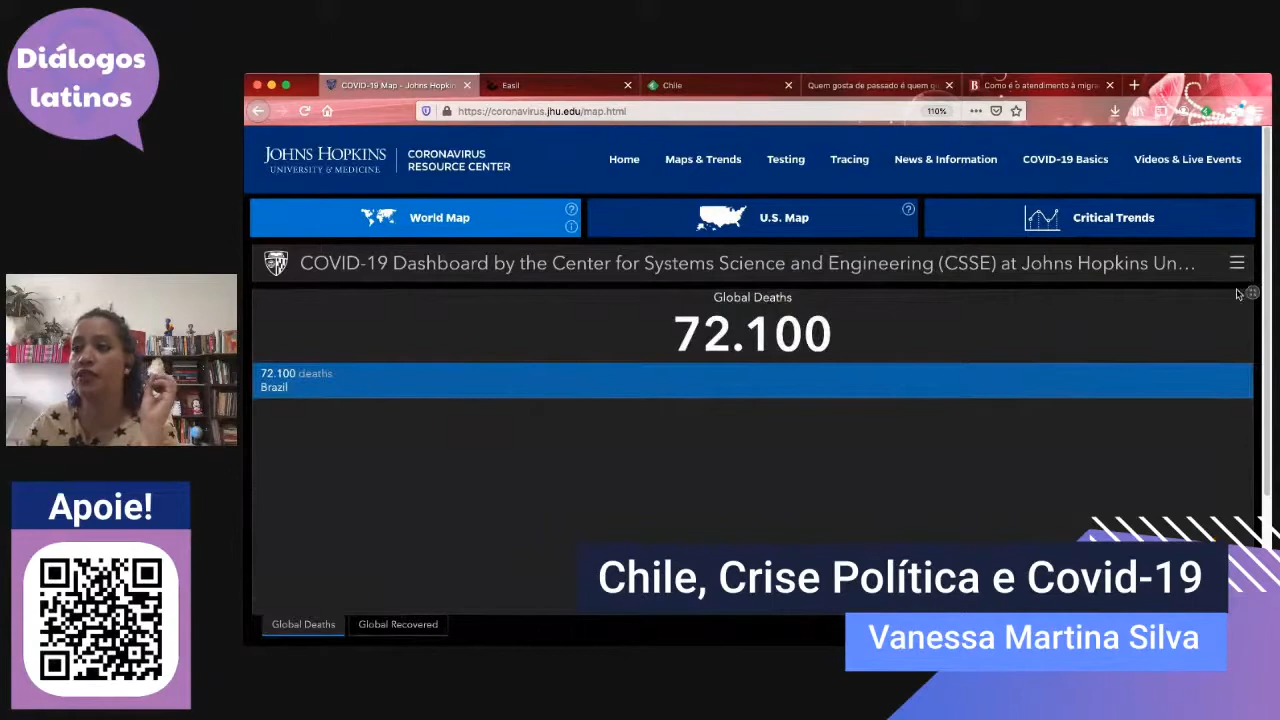 Diálogos
latinos
COVID-19 Map - Johns Hopkin
Easil
Chile
Quem gosta de passado é quem
B Como é o atendimento à migra
https://coronavirus.jhu.edu/map.html
110%
JOHNS HOPKINS
UNIVERSITY & MEDICINE
CORONAVIRUS
RESOURCE CENTER
Home
Maps & Trends
Testing
Tracing
News & Information
COVID-19 Basics
Videos & Live Events
World Map
U.S. Map
Critical Trends
COVID-19 Dashboard by the Center for Systems Science and Engineering (CSSE) at Johns Hopkins Un...
Global Deaths
72.100
72.100 deaths
Brazil
Global Deaths
Global Recovered
Apoie!
Chile, Crise Política e Covid-19
Vanessa Martina Silva